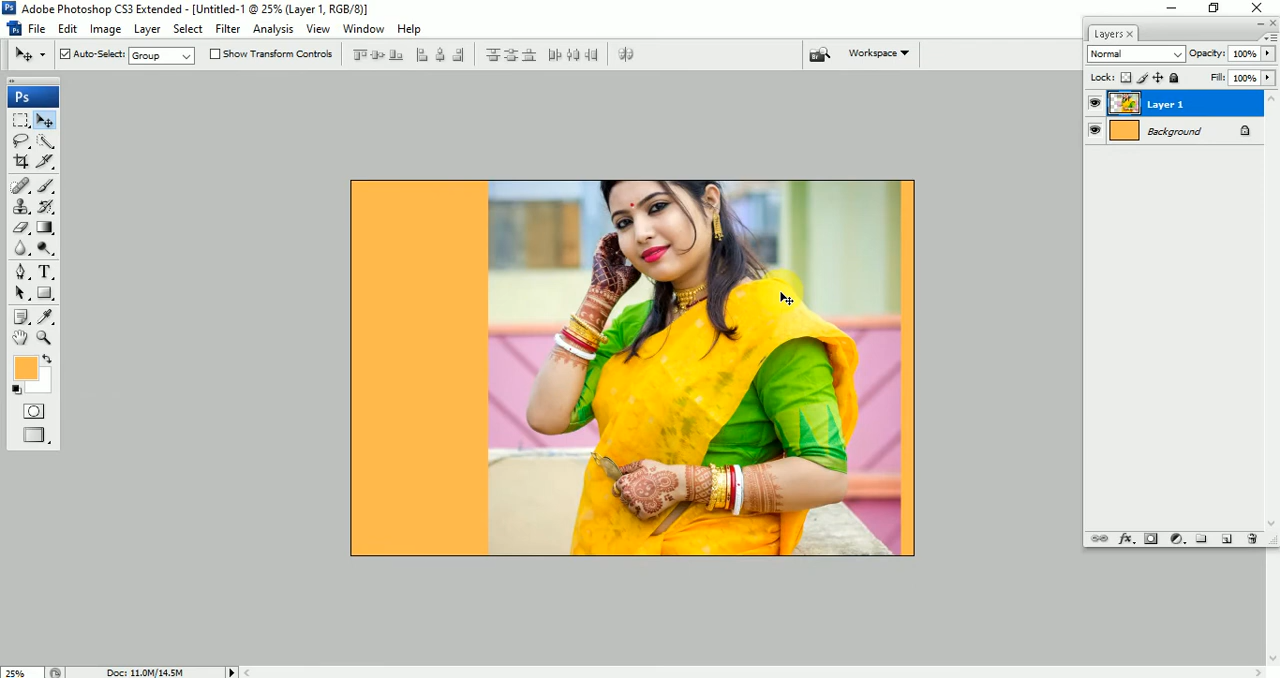 Adobe Photoshop CS3 Extended - [Untitled-1 @ 25% (Layer 1, RGB/8)]
File Edit Image Layer Select Filter Analysis View Window Help
Auto-Select: Group Show Transform Controls Workspace
Layers
Normal Opacity: 100%
Lock: Fill: 100%
Layer 1
Background
Ps
T
fx
25% Doc: 11.0M/14.5M